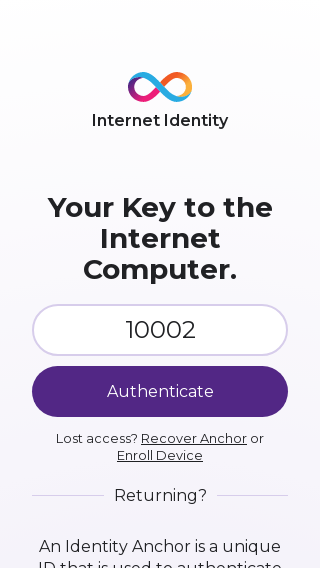 Internet Identity
Your Key to the
Internet
Computer.
10002
Authenticate
Lost access? Recover Anchor or
Enroll Device
Returning?
An Identity Anchor is a unique
ID that is used to authenticate